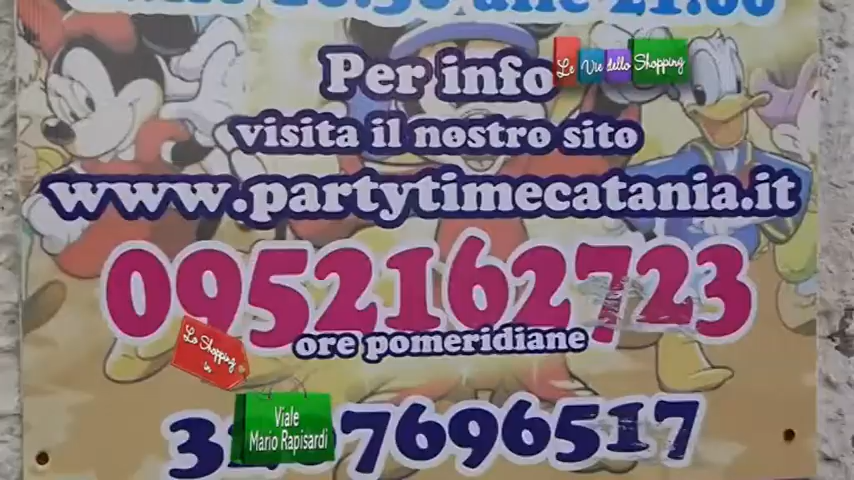 Per info
Le Vie dello Shopping
visita il nostro sito
www.partytimecatania.it
0952162723
ore pomeridiane
Lo Shopping
in
Viale
Mario Rapisardi